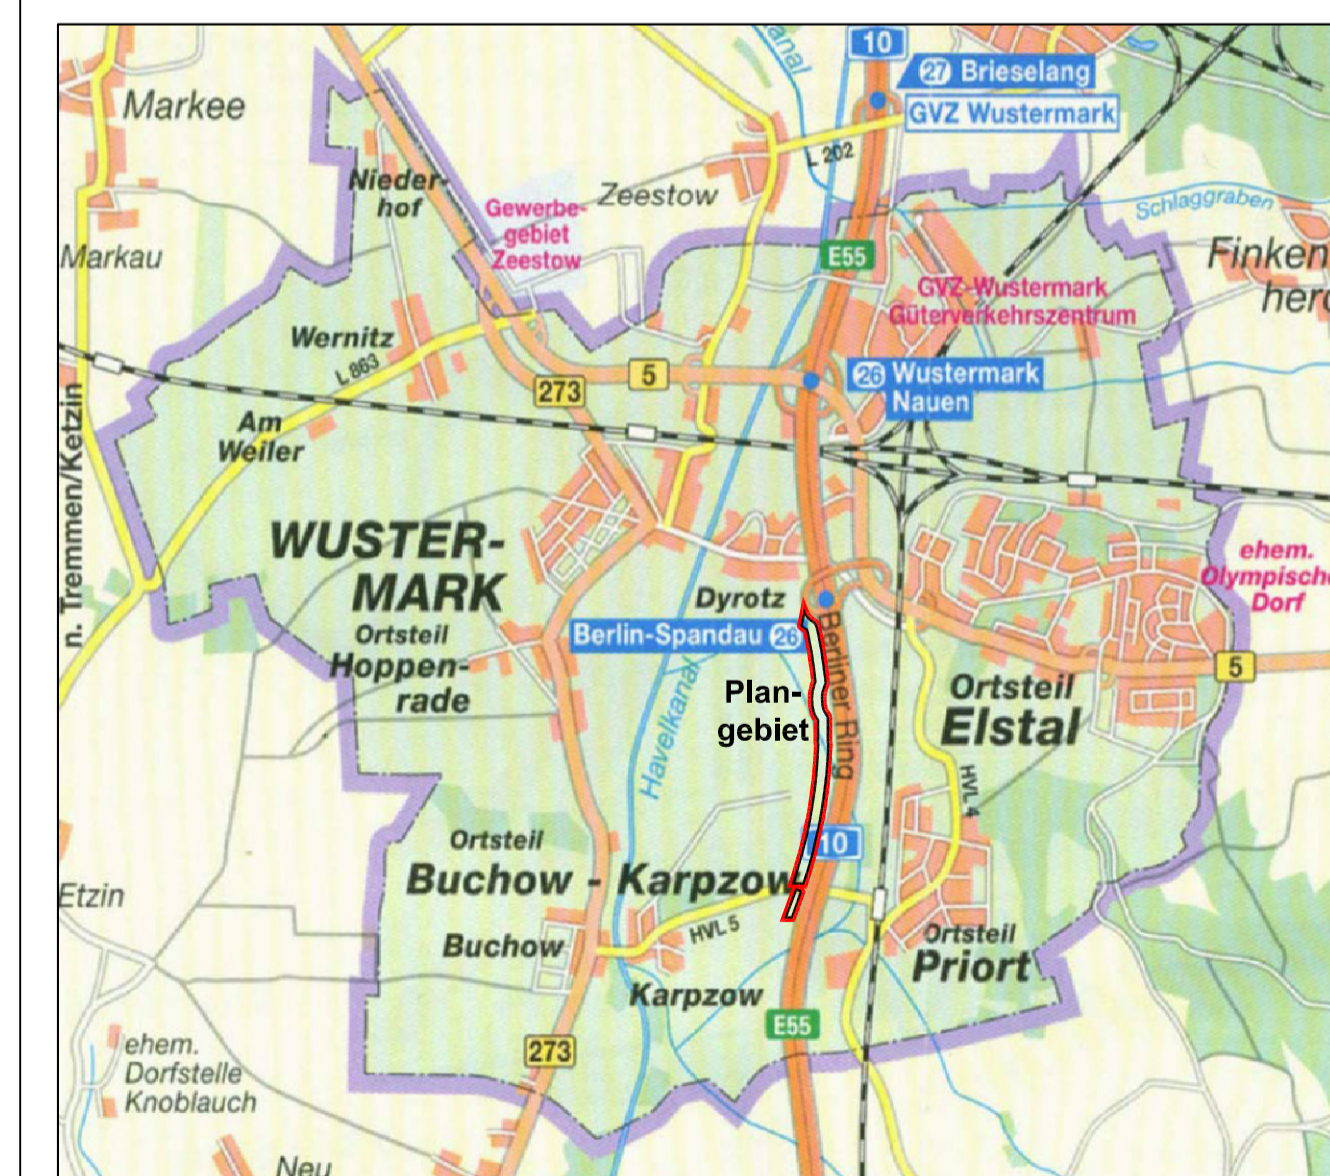 10
27 Brieselang
GVZ Wustermark
Markee
L 202
Nieder-
hof
Zeestow
Gewerbe-
gebiet
Zeestow
Schlaggraben
Markau
E55
Finken
GVZ-Wustermark
Güterverkehrszentrum
Wernitz
L 863
5
273
26 Wustermark
Nauen
Am
Weiler
n. Tremmen/Ketzin
WUSTER-
MARK
ehem.
Olympische
Dorf
Dyrotz
Ortsteil
Hoppen-
rade
Berlin-Spandau 26
Berliner Ring
5
Plan-
gebiet
Ortsteil
Elstal
Havelkanal
HVL 4
10
Ortsteil
Buchow - Karpzow
Etzin
HVL 5
Buchow
Ortsteil
Priort
Karpzow
E55
273
ehem.
Dorfstelle
Knoblauch
Neu